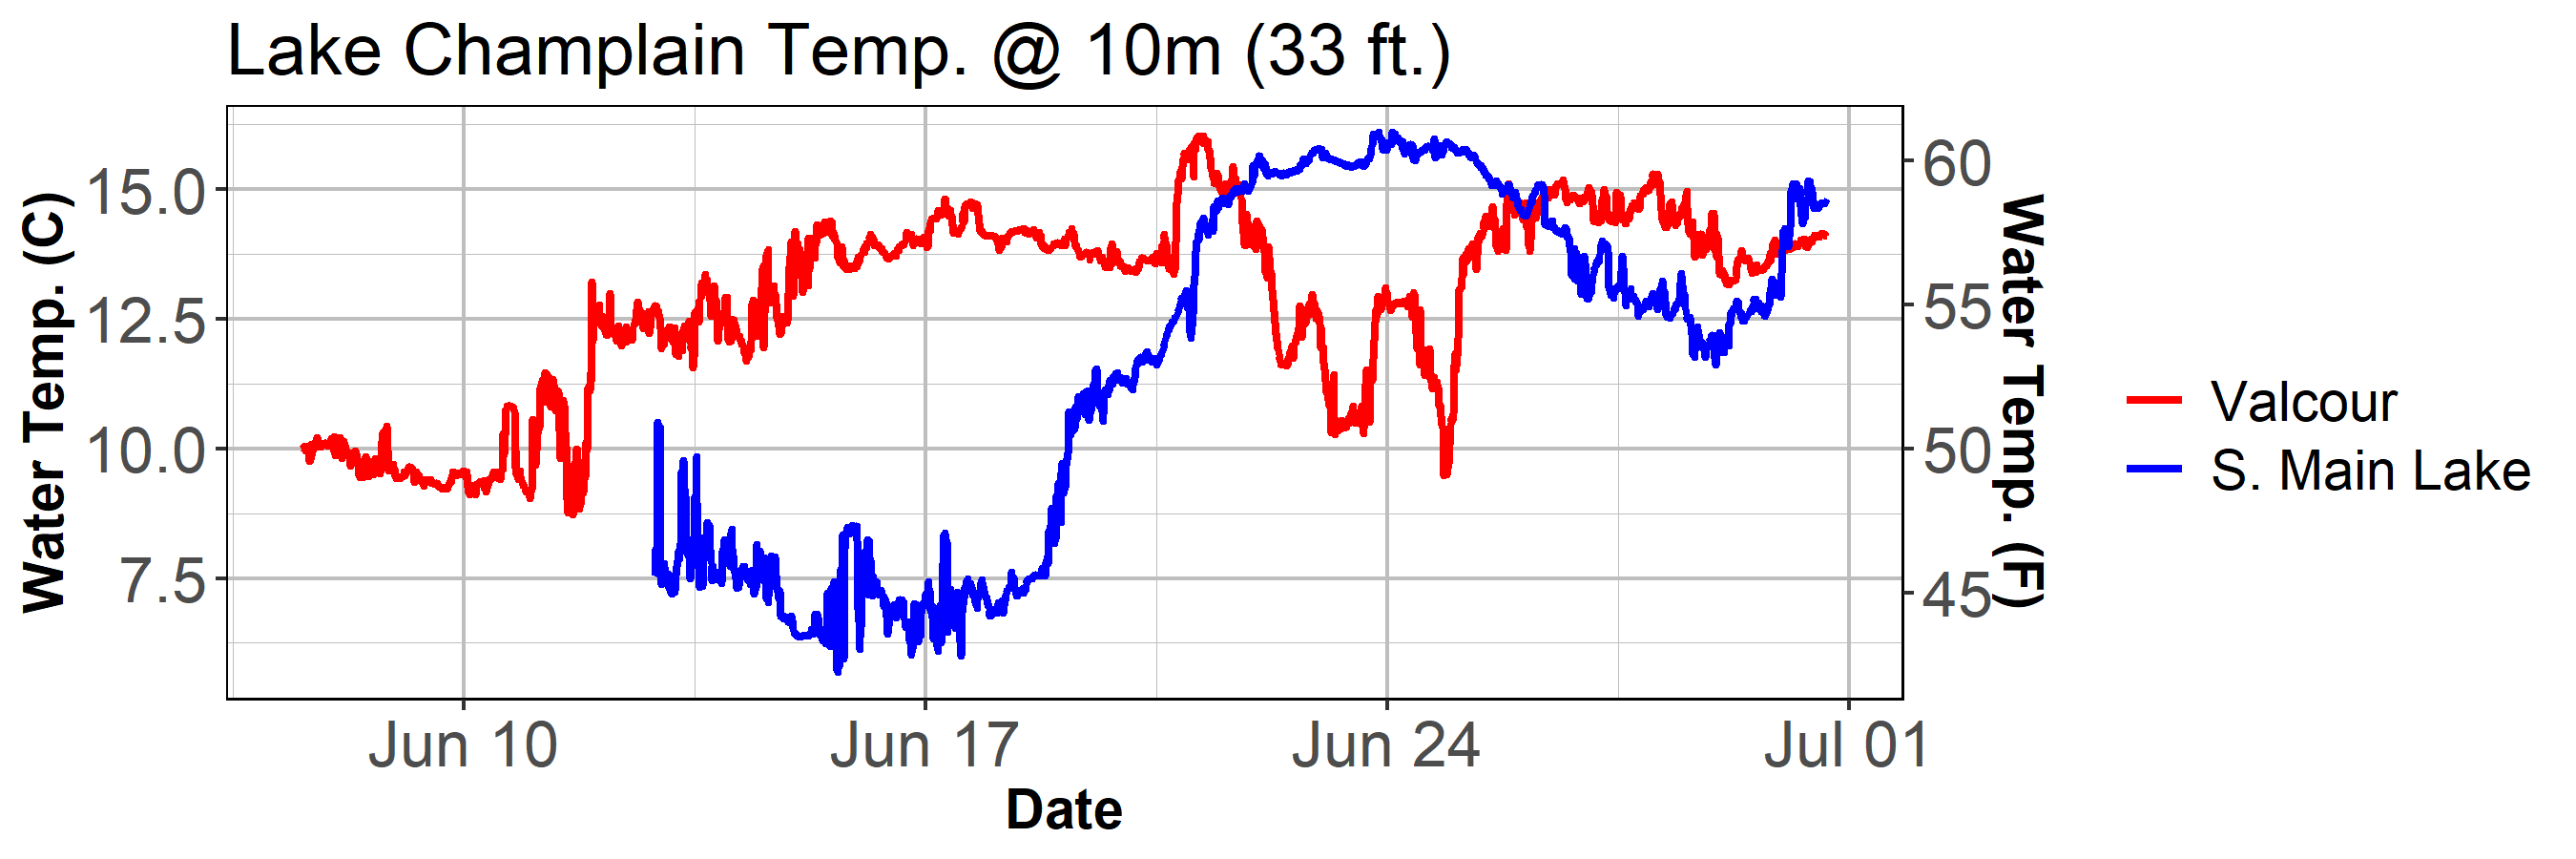 Lake Champlain Temp. @ 10m (33 ft.)
Water Temp. (C)
15.0
12.5
10.0
7.5
60
55
50
45
Water Temp. (F)
Jun 10
Jun 17
Jun 24
Jul 01
Date
Valcour
S. Main Lake